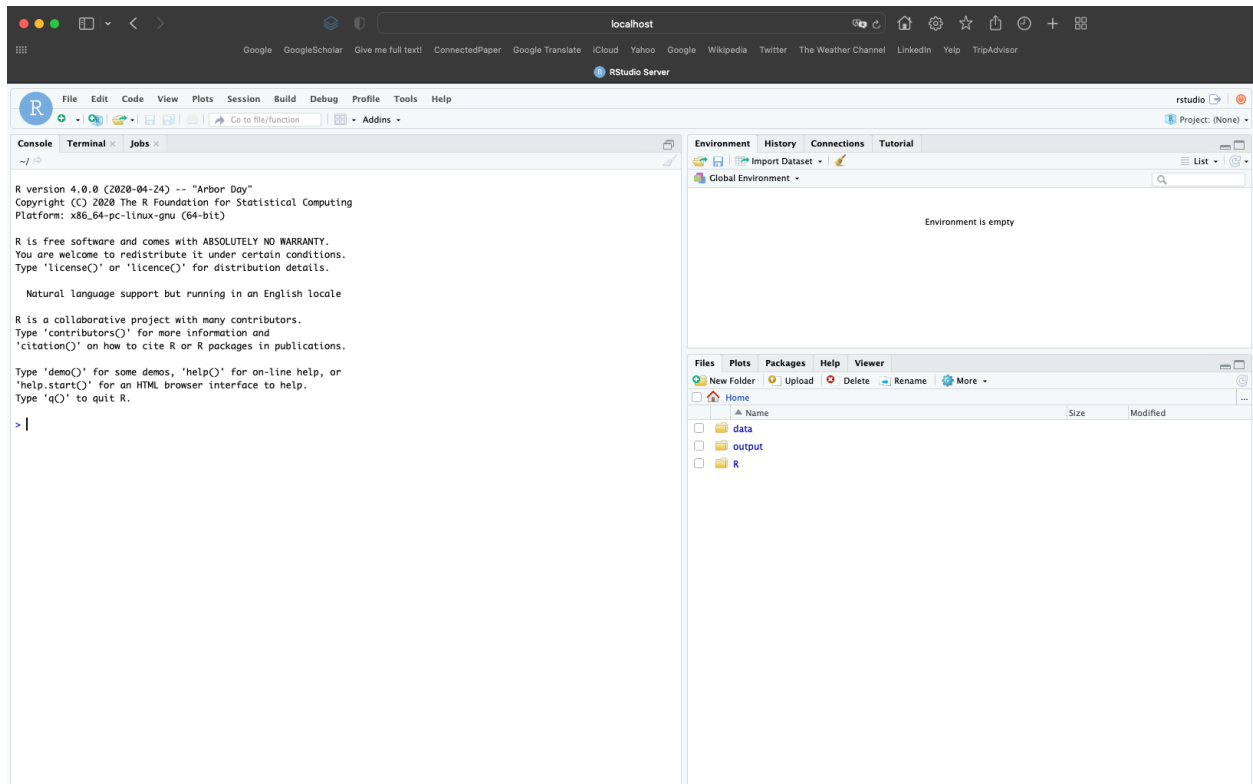 localhost
Google GoogleScholar Give me full text! ConnectedPaper Google Translate iCloud Yahoo Google Wikipedia Twitter The Weather Channel LinkedIn Yelp TripAdvisor
R RStudio Server
R
File Edit Code View Plots Session Build Debug Profile Tools Help
rstudio
Go to file/function
Addins
R Project: (None)
Console Terminal × Jobs ×
~/
R version 4.0.0 (2020-04-24) -- "Arbor Day"
Copyright (C) 2020 The R Foundation for Statistical Computing
Platform: x86_64-pc-linux-gnu (64-bit)
R is free software and comes with ABSOLUTELY NO WARRANTY.
You are welcome to redistribute it under certain conditions.
Type 'license()' or 'licence()' for distribution details.
Natural language support but running in an English locale
R is a collaborative project with many contributors.
Type 'contributors()' for more information and
'citation()' on how to cite R or R packages in publications.
Type 'demo()' for some demos, 'help()' for on-line help, or
'help.start()' for an HTML browser interface to help.
Type 'q()' to quit R.
>
Environment History Connections Tutorial
Import Dataset
List
Global Environment
Environment is empty
Files Plots Packages Help Viewer
New Folder Upload Delete Rename More
Home ...
Name Size Modified
data
output
R